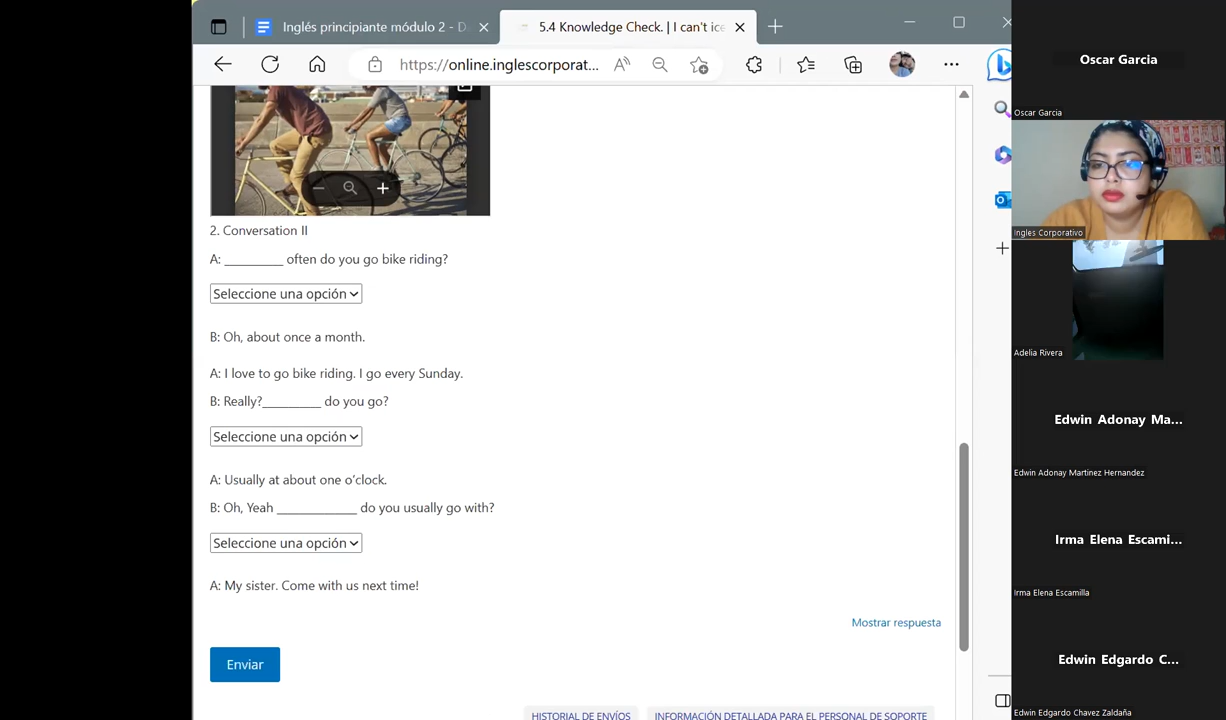 Inglés principiante módulo 2 - D
5.4 Knowledge Check. | I can't ice
https://online.inglescorporat...
2. Conversation II
A: _________ often do you go bike riding?
Seleccione una opción
B: Oh, about once a month.
A: I love to go bike riding. I go every Sunday.
B: Really?_________ do you go?
Seleccione una opción
A: Usually at about one o'clock.
B: Oh, Yeah ____________ do you usually go with?
Seleccione una opción
A: My sister. Come with us next time!
Mostrar respuesta
Enviar
HISTORIAL DE ENVÍOS
INFORMACIÓN DETALLADA PARA EL PERSONAL DE SOPORTE
Oscar Garcia
Oscar Garcia
Ingles Corporativo
Adelia Rivera
Edwin Adonay Ma...
Edwin Adonay Martinez Hernandez
Irma Elena Escami...
Irma Elena Escamilla
Edwin Edgardo C...
Edwin Edgardo Chavez Zaldaña